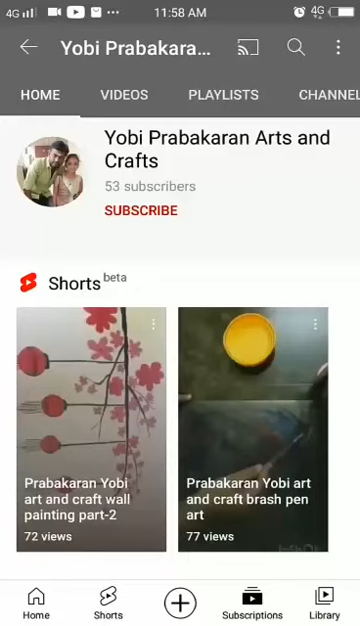 4G 11:58 AM 4G
Yobi Prabakara...
HOME VIDEOS PLAYLISTS CHANNEL
Yobi Prabakaran Arts and
Crafts
53 subscribers
SUBSCRIBE
Shorts beta
Prabakaran Yobi
art and craft wall
painting part-2
72 views
Prabakaran Yobi art
and craft brash pen
art
77 views
Home Shorts Subscriptions Library